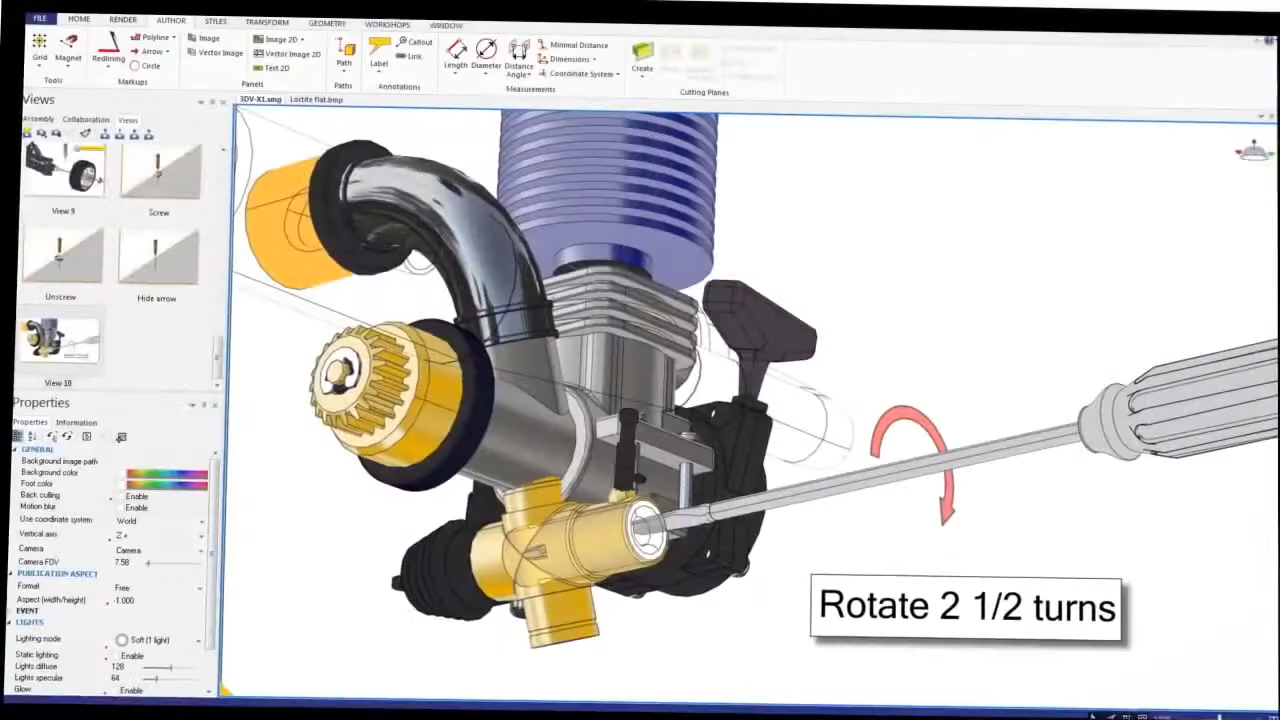 FILE HOME RENDER AUTHOR STYLES TRANSFORM GEOMETRY WORKSHOPS WINDOW
Grid Magnet Redlining Polyline Image Image 2D Path Label Callout Length Diameter Distance Minimal Distance Create
Arrow Vector Image Vector Image 2D Link Angle Dimensions
Circle Text 2D Coordinate System
Tools Markups Panels Paths Annotations Measurements Cutting Planes
Views
3DV-X1.smg Loctite flat.bmp
Assembly Collaboration Views
View 9 Screw
Unscrew Hide arrow
View 10
Properties
Properties Information
GENERAL
Background image path
Background color
Foot color
Back culling Enable
Motion blur Enable
Use coordinate system World
Vertical axis Z +
Camera Camera
Camera FOV 7.58
PUBLICATION ASPECT
Format Free
Aspect (width/height) -1.000
EVENT
LIGHTS
Lighting mode Soft (1 light)
Static lighting Enable
Lights diffuse 128
Lights specular 64
Glow Enable
Rotate 2 1/2 turns